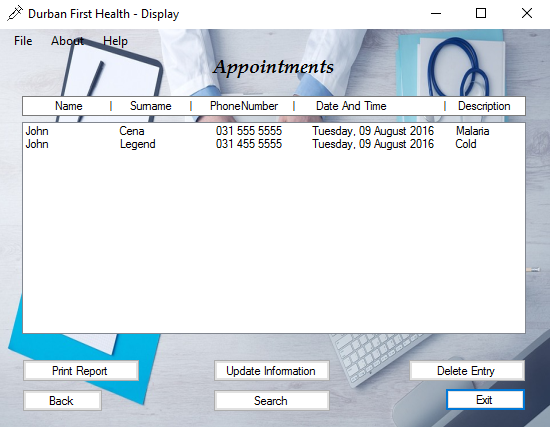 Durban First Health - Display
File About Help
Appointments
Name | Surname | PhoneNumber | Date And Time | Description
John Cena 031 555 5555 Tuesday, 09 August 2016 Malaria
John Legend 031 455 5555 Tuesday, 09 August 2016 Cold
Print Report Update Information Delete Entry
Back Search Exit